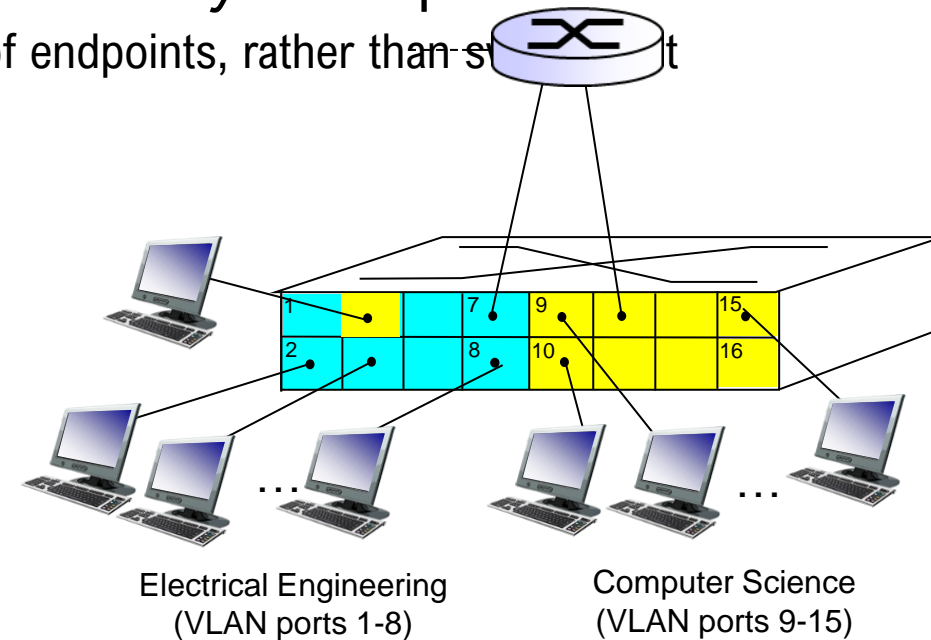 of endpoints, rather than
1 7 9 15
2 8 10 16
...
...
Electrical Engineering
(VLAN ports 1-8)
Computer Science
(VLAN ports 9-15)